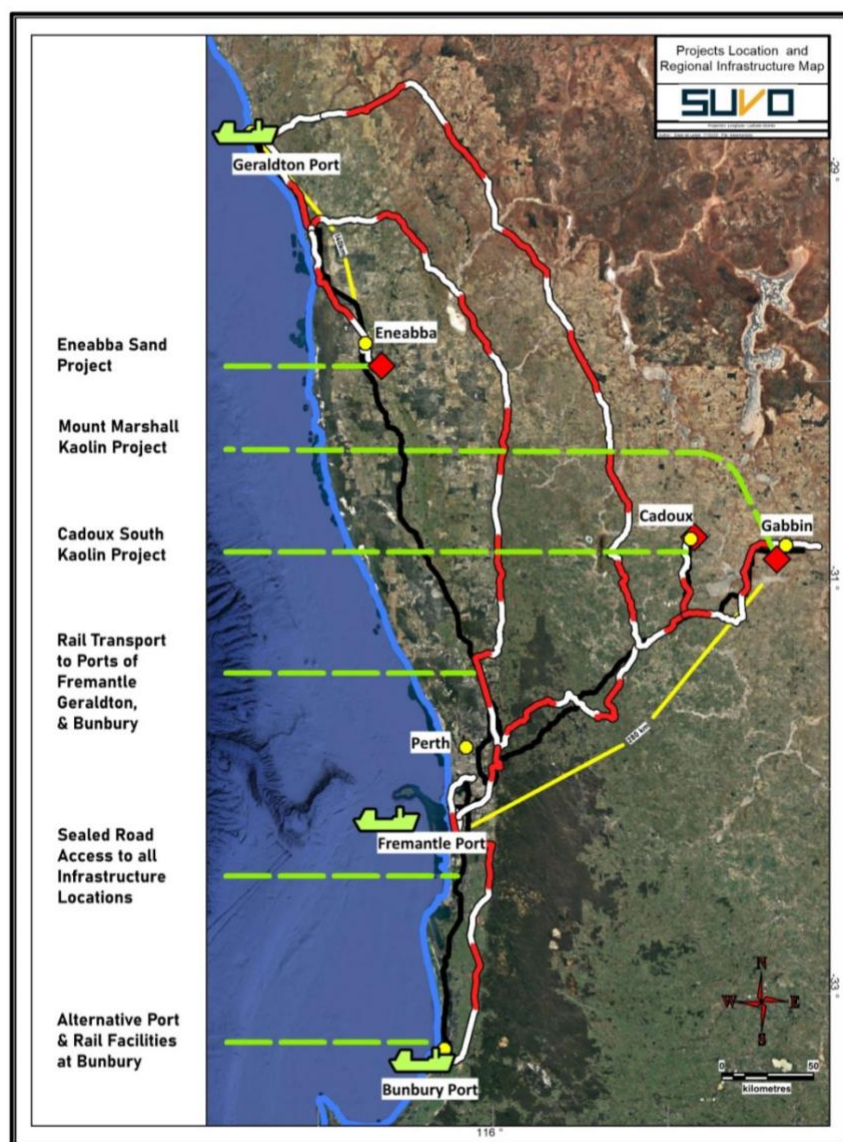 Projects Location and
Regional Infrastructure Map
SUVO
-29 °
Geraldton Port
Eneabba
Eneabba Sand
Project
Mount Marshall
Kaolin Project
Cadoux
Gabbin
Cadoux South
Kaolin Project
-31 °
Rail Transport
to Ports of
Fremantle
Geraldton,
& Bunbury
Perth
280 km
Fremantle Port
Sealed Road
Access to all
Infrastructure
Locations
-33 °
N
W E
S
Alternative Port
& Rail Facilities
at Bunbury
Bunbury Port
0 50
kilometres
116 °